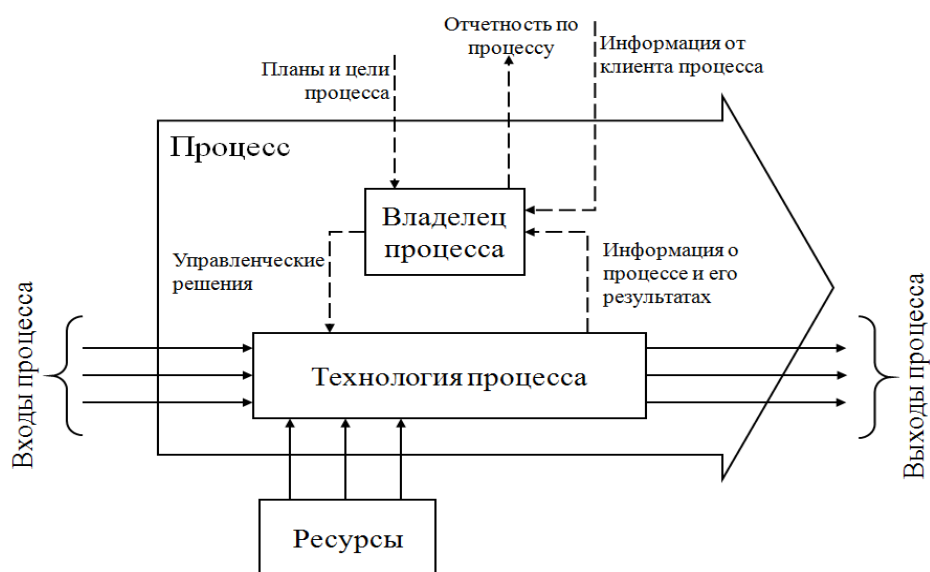 Отчетность по
процессу
Информация от
клиента процесса
Планы и цели
процесса
Процесс
Владелец
процесса
Управленческие
решения
Информация о
процессе и его
результатах
Входы процесса
Технология процесса
Выходы процесса
Ресурсы